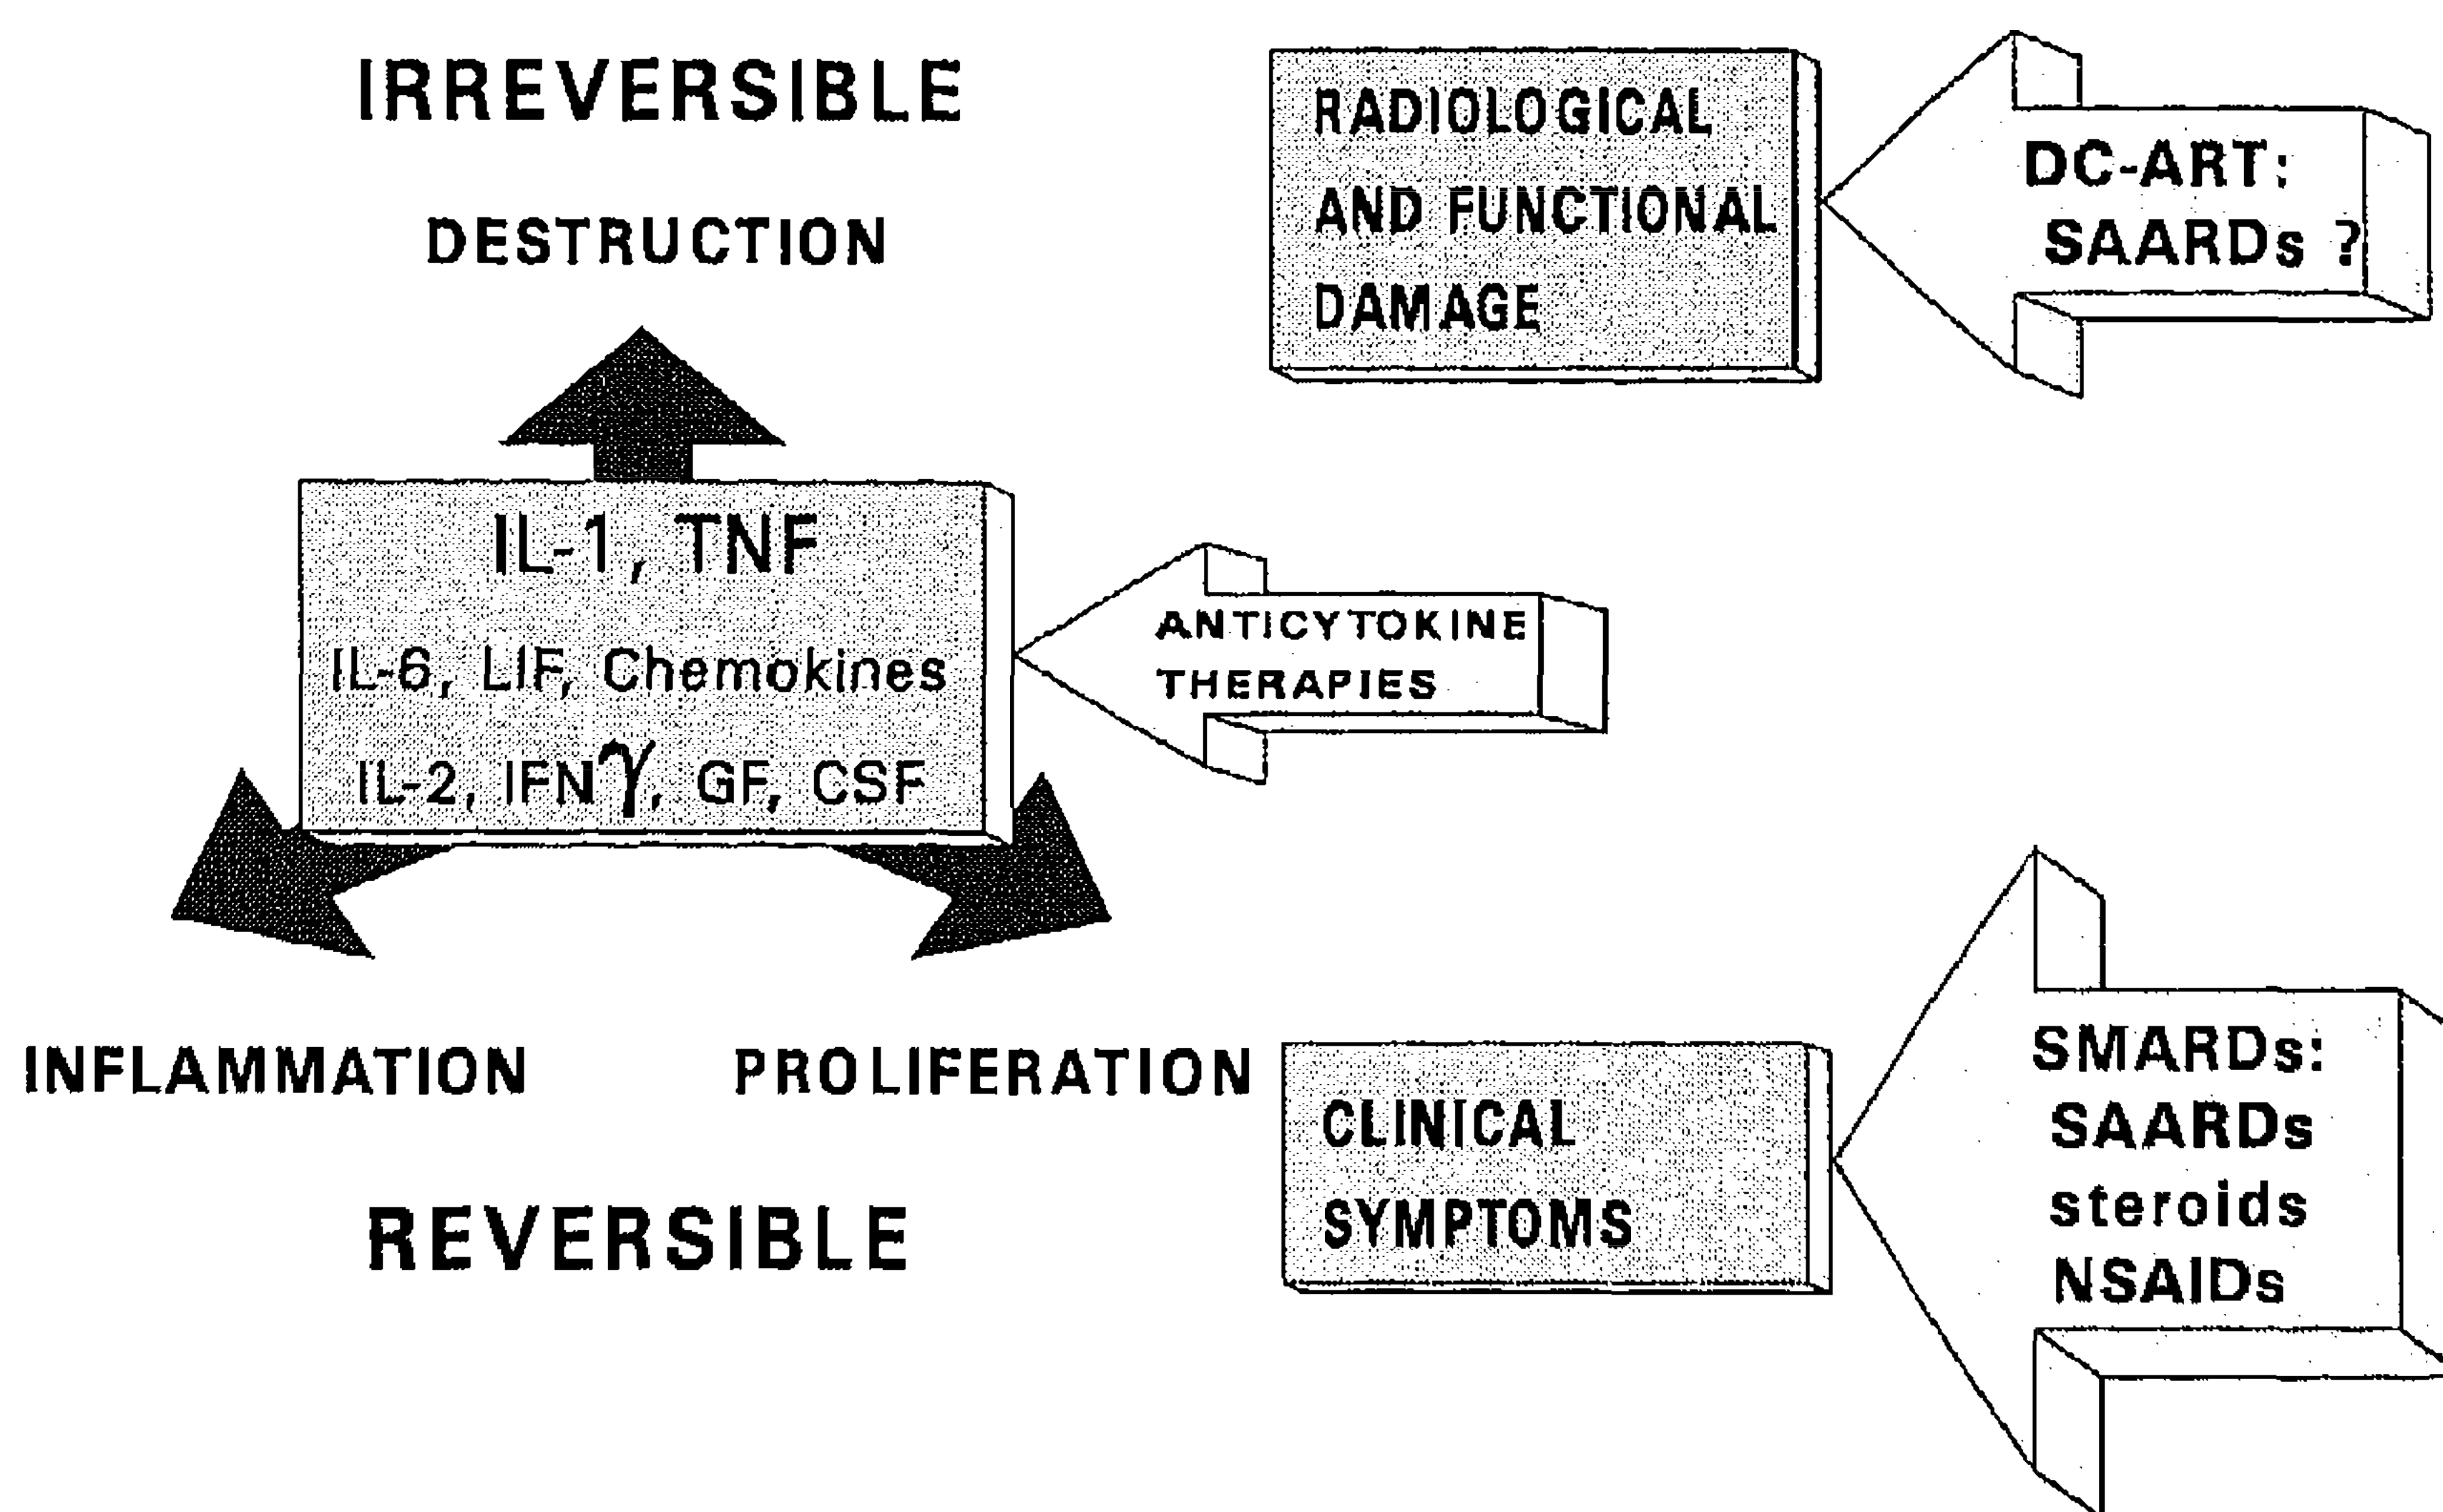 IRREVERSIBLE
DESTRUCTION
RADIOLOGICAL
AND FUNCTIONAL
DAMAGE
DC-ART:
SAARDs ?
IL-1, TNF
IL-6, LIF, Chemokines
IL-2, IFNγ, GF, CSF
ANTICYTOKINE
THERAPIES
INFLAMMATION
PROLIFERATION
REVERSIBLE
CLINICAL
SYMPTOMS
SMARDs:
SAARDs
steroids
NSAIDs